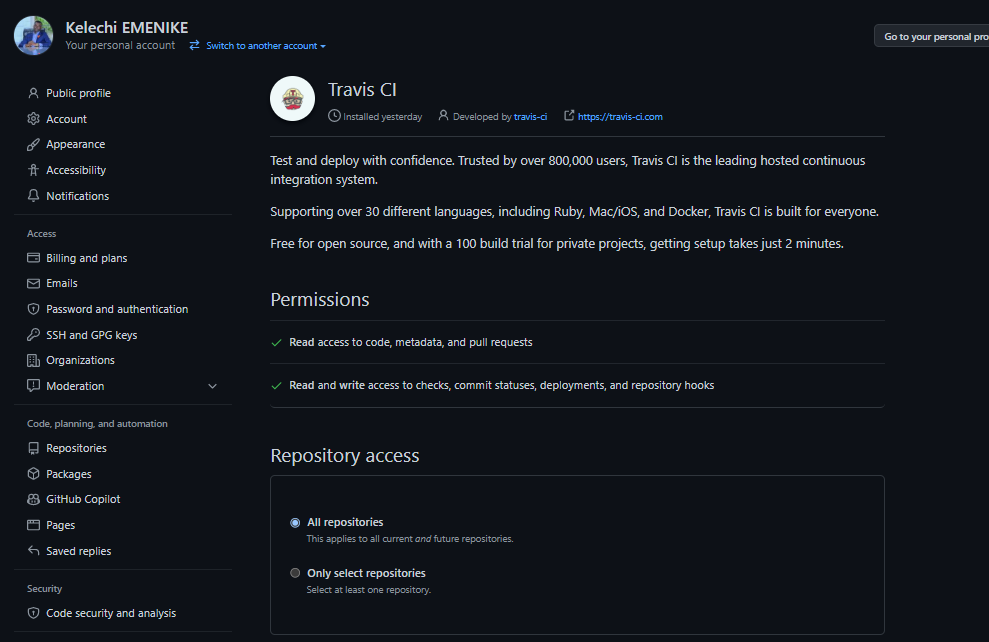 Kelechi EMENIKE
Your personal account
Switch to another account
Go to your personal pro
Public profile
Account
Appearance
Accessibility
Notifications
Access
Billing and plans
Emails
Password and authentication
SSH and GPG keys
Organizations
Moderation
Code, planning, and automation
Repositories
Packages
GitHub Copilot
Pages
Saved replies
Security
Code security and analysis
Travis CI
Installed yesterday
Developed by travis-ci
https://travis-ci.com
Test and deploy with confidence. Trusted by over 800,000 users, Travis CI is the leading hosted continuous
integration system.
Supporting over 30 different languages, including Ruby, Mac/iOS, and Docker, Travis CI is built for everyone.
Free for open source, and with a 100 build trial for private projects, getting setup takes just 2 minutes.
Permissions
Read access to code, metadata, and pull requests
Read and write access to checks, commit statuses, deployments, and repository hooks
Repository access
All repositories
This applies to all current and future repositories.
Only select repositories
Select at least one repository.